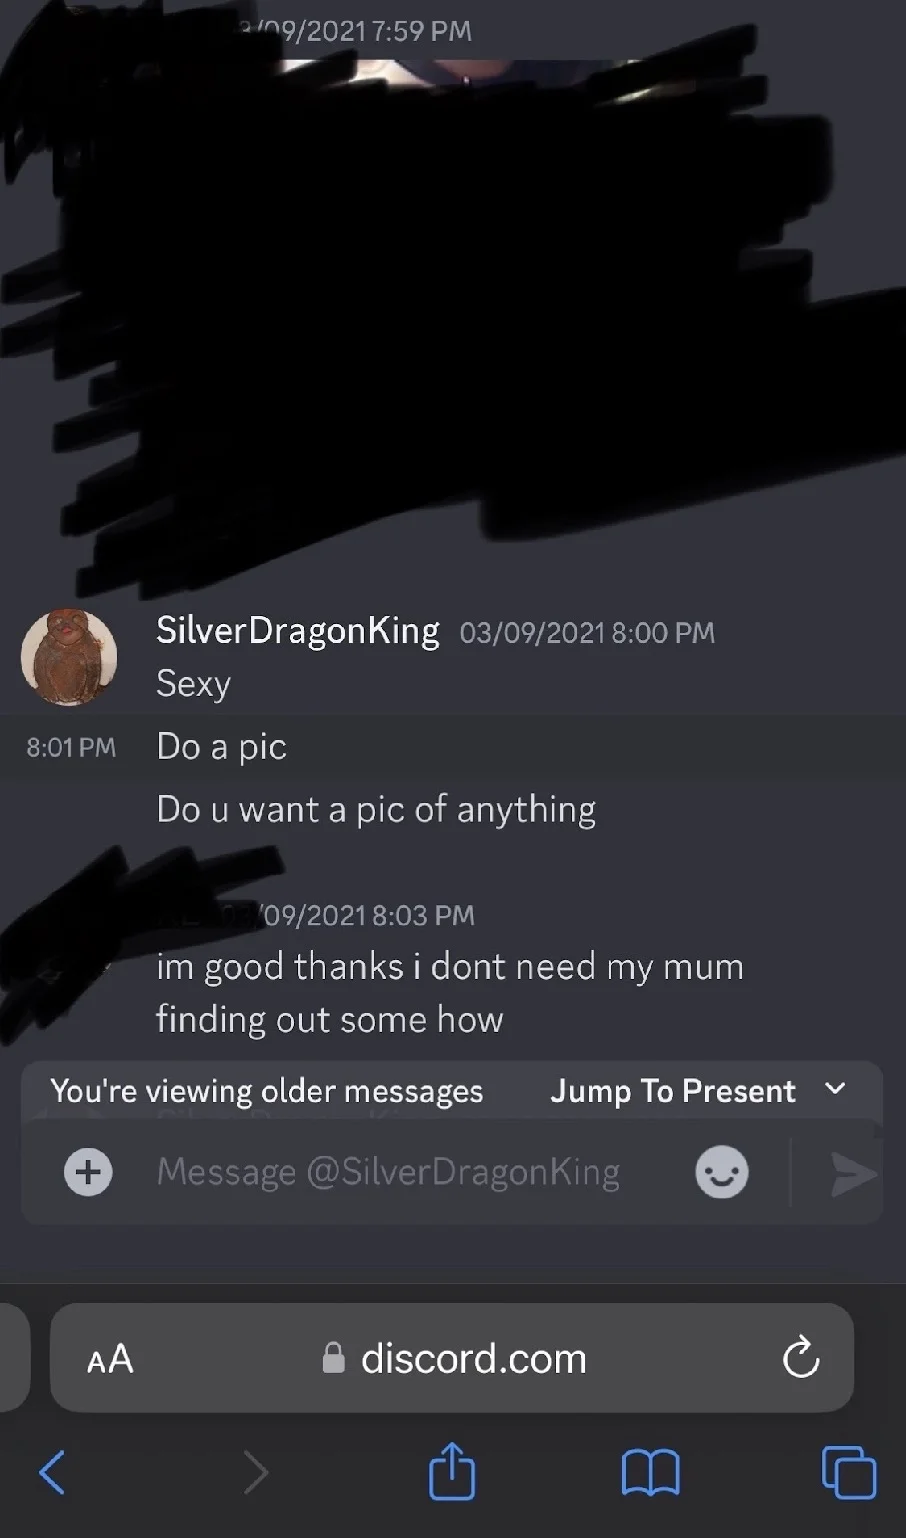 /09/2021 7:59 PM
SilverDragonKing 03/09/2021 8:00 PM
Sexy
8:01 PM Do a pic
Do u want a pic of anything
/09/2021 8:03 PM
im good thanks i dont need my mum
finding out some how
You're viewing older messages Jump To Present
Message @SilverDragonKing
AA discord.com